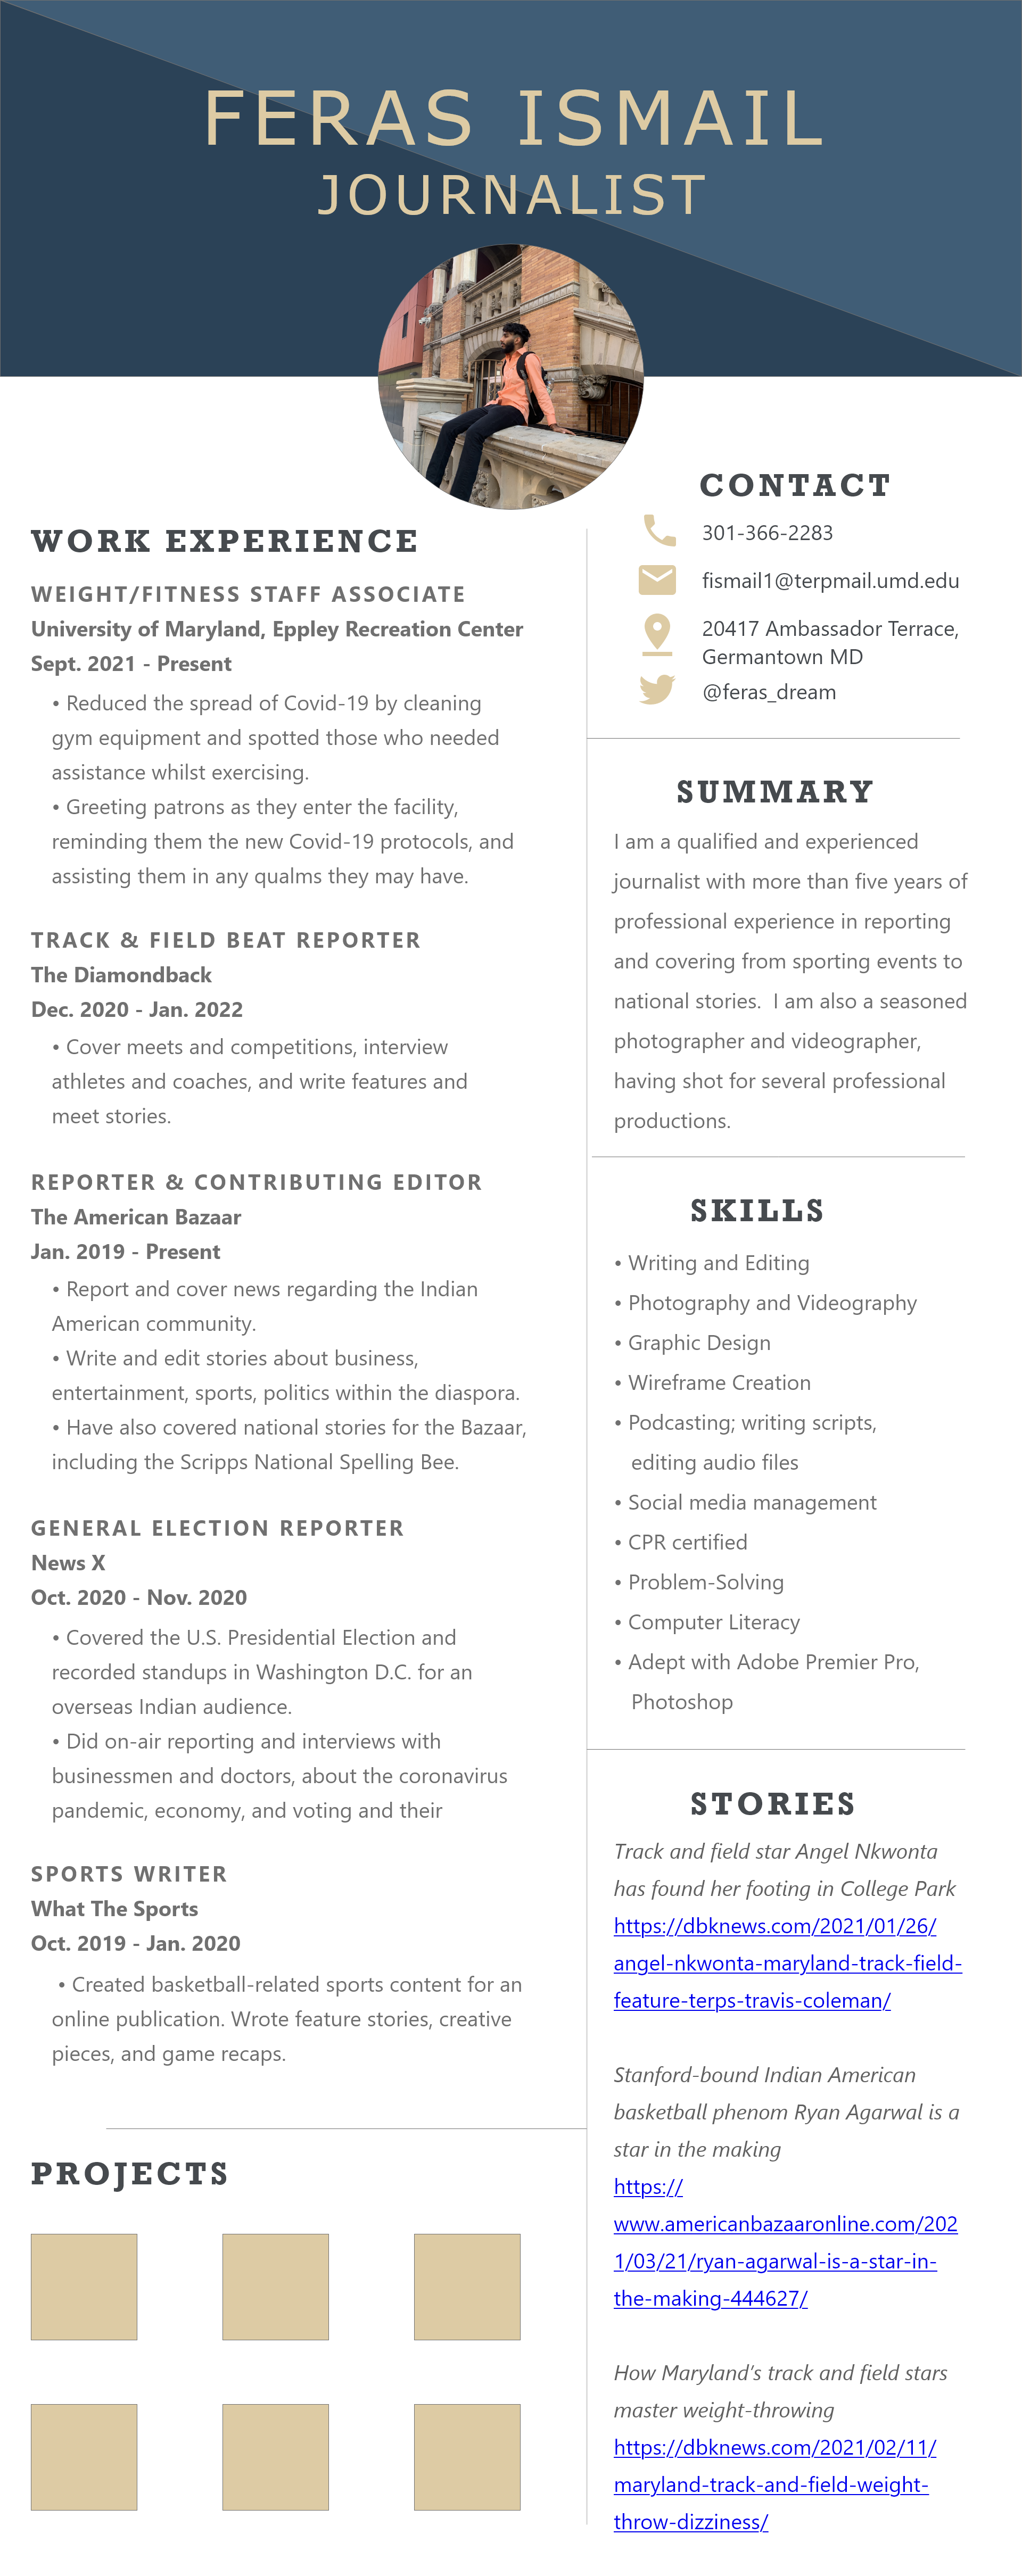 FERAS ISMAIL
JOURNALIST
WORK EXPERIENCE
WEIGHT/FITNESS STAFF ASSOCIATE
University of Maryland, Eppley Recreation Center
Sept. 2021 - Present
• Reduced the spread of Covid-19 by cleaning
gym equipment and spotted those who needed
assistance whilst exercising.
• Greeting patrons as they enter the facility,
reminding them the new Covid-19 protocols, and
assisting them in any qualms they may have.
TRACK & FIELD BEAT REPORTER
The Diamondback
Dec. 2020 - Jan. 2022
• Cover meets and competitions, interview
athletes and coaches, and write features and
meet stories.
REPORTER & CONTRIBUTING EDITOR
The American Bazaar
Jan. 2019 - Present
• Report and cover news regarding the Indian
American community.
• Write and edit stories about business,
entertainment, sports, politics within the diaspora.
• Have also covered national stories for the Bazaar,
including the Scripps National Spelling Bee.
GENERAL ELECTION REPORTER
News X
Oct. 2020 - Nov. 2020
• Covered the U.S. Presidential Election and
recorded standups in Washington D.C. for an
overseas Indian audience.
• Did on-air reporting and interviews with
businessmen and doctors, about the coronavirus
pandemic, economy, and voting and their
SPORTS WRITER
What The Sports
Oct. 2019 - Jan. 2020
• Created basketball-related sports content for an
online publication. Wrote feature stories, creative
pieces, and game recaps.
PROJECTS
CONTACT
301-366-2283
fismail1@terpmail.umd.edu
20417 Ambassador Terrace,
Germantown MD
@feras_dream
SUMMARY
I am a qualified and experienced
journalist with more than five years of
professional experience in reporting
and covering from sporting events to
national stories.  I am also a seasoned
photographer and videographer,
having shot for several professional
productions.
SKILLS
• Writing and Editing
• Photography and Videography
• Graphic Design
• Wireframe Creation
• Podcasting; writing scripts,
editing audio files
• Social media management
• CPR certified
• Problem-Solving
• Computer Literacy
• Adept with Adobe Premier Pro,
Photoshop
STORIES
Track and field star Angel Nkwonta
has found her footing in College Park
https://dbknews.com/2021/01/26/
angel-nkwonta-maryland-track-field-
feature-terps-travis-coleman/
Stanford-bound Indian American
basketball phenom Ryan Agarwal is a
star in the making
https://
www.americanbazaaronline.com/202
1/03/21/ryan-agarwal-is-a-star-in-
the-making-444627/
How Maryland’s track and field stars
master weight-throwing
https://dbknews.com/2021/02/11/
maryland-track-and-field-weight-
throw-dizziness/